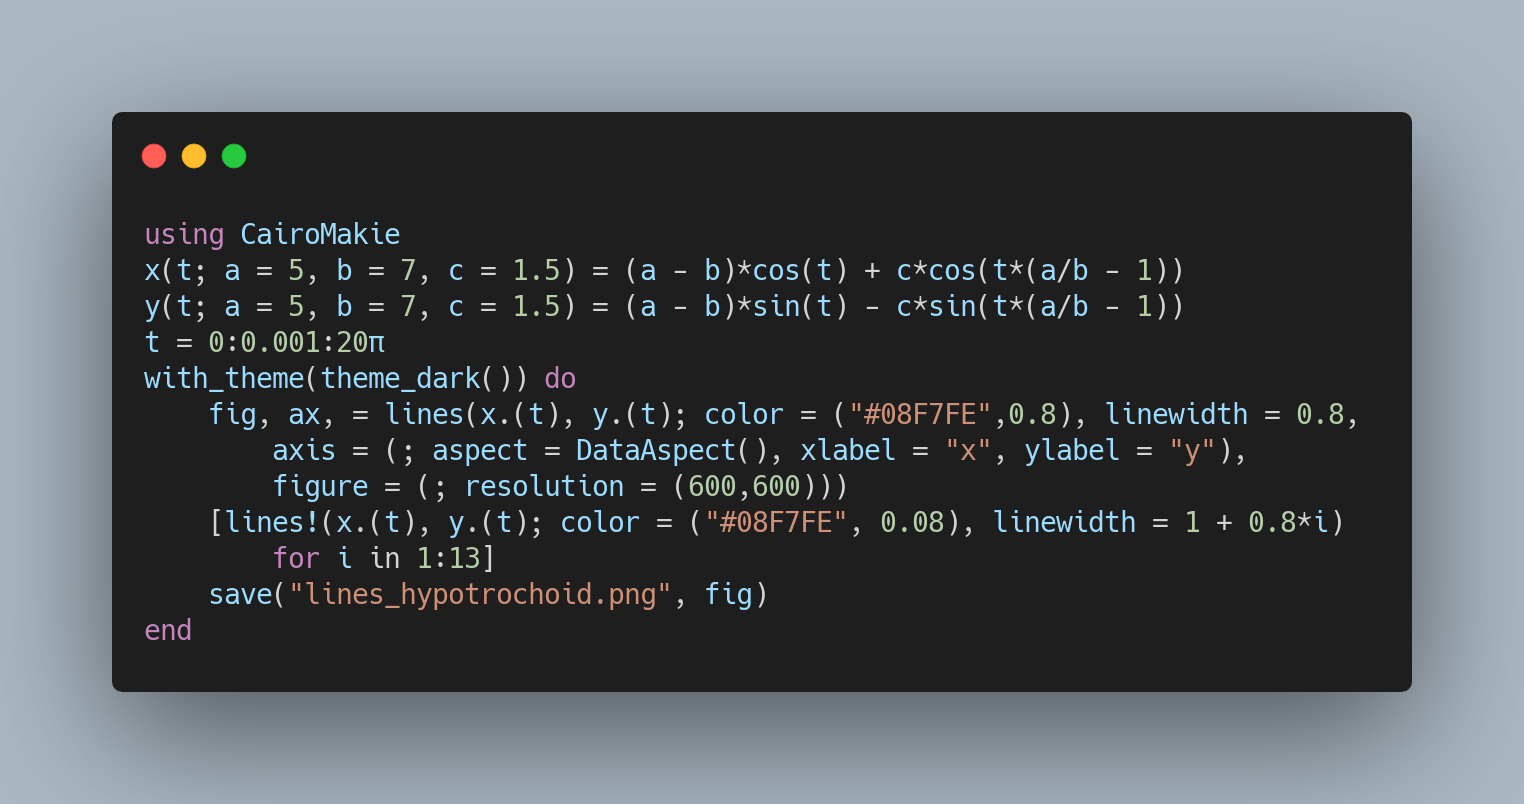 using CairoMakie
x(t; a = 5, b = 7, c = 1.5) = (a - b)*cos(t) + c*cos(t*(a/b - 1))
y(t; a = 5, b = 7, c = 1.5) = (a - b)*sin(t) - c*sin(t*(a/b - 1))
t = 0:0.001:20π
with_theme(theme_dark()) do
    fig, ax, = lines(x.(t), y.(t); color = ("#08F7FE",0.8), linewidth = 0.8,
        axis = (; aspect = DataAspect(), xlabel = "x", ylabel = "y"),
        figure = (; resolution = (600,600)))
    [lines!(x.(t), y.(t); color = ("#08F7FE", 0.08), linewidth = 1 + 0.8*i)
        for i in 1:13]
    save("lines_hypotrochoid.png", fig)
end